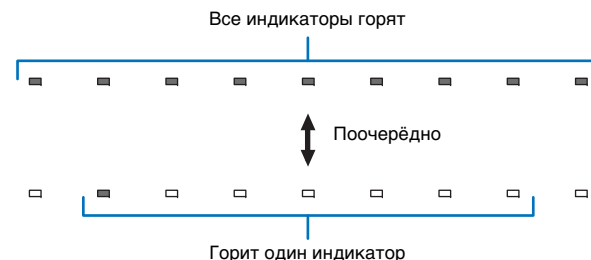 Все индикаторы горят
Поочерёдно
Горит один индикатор